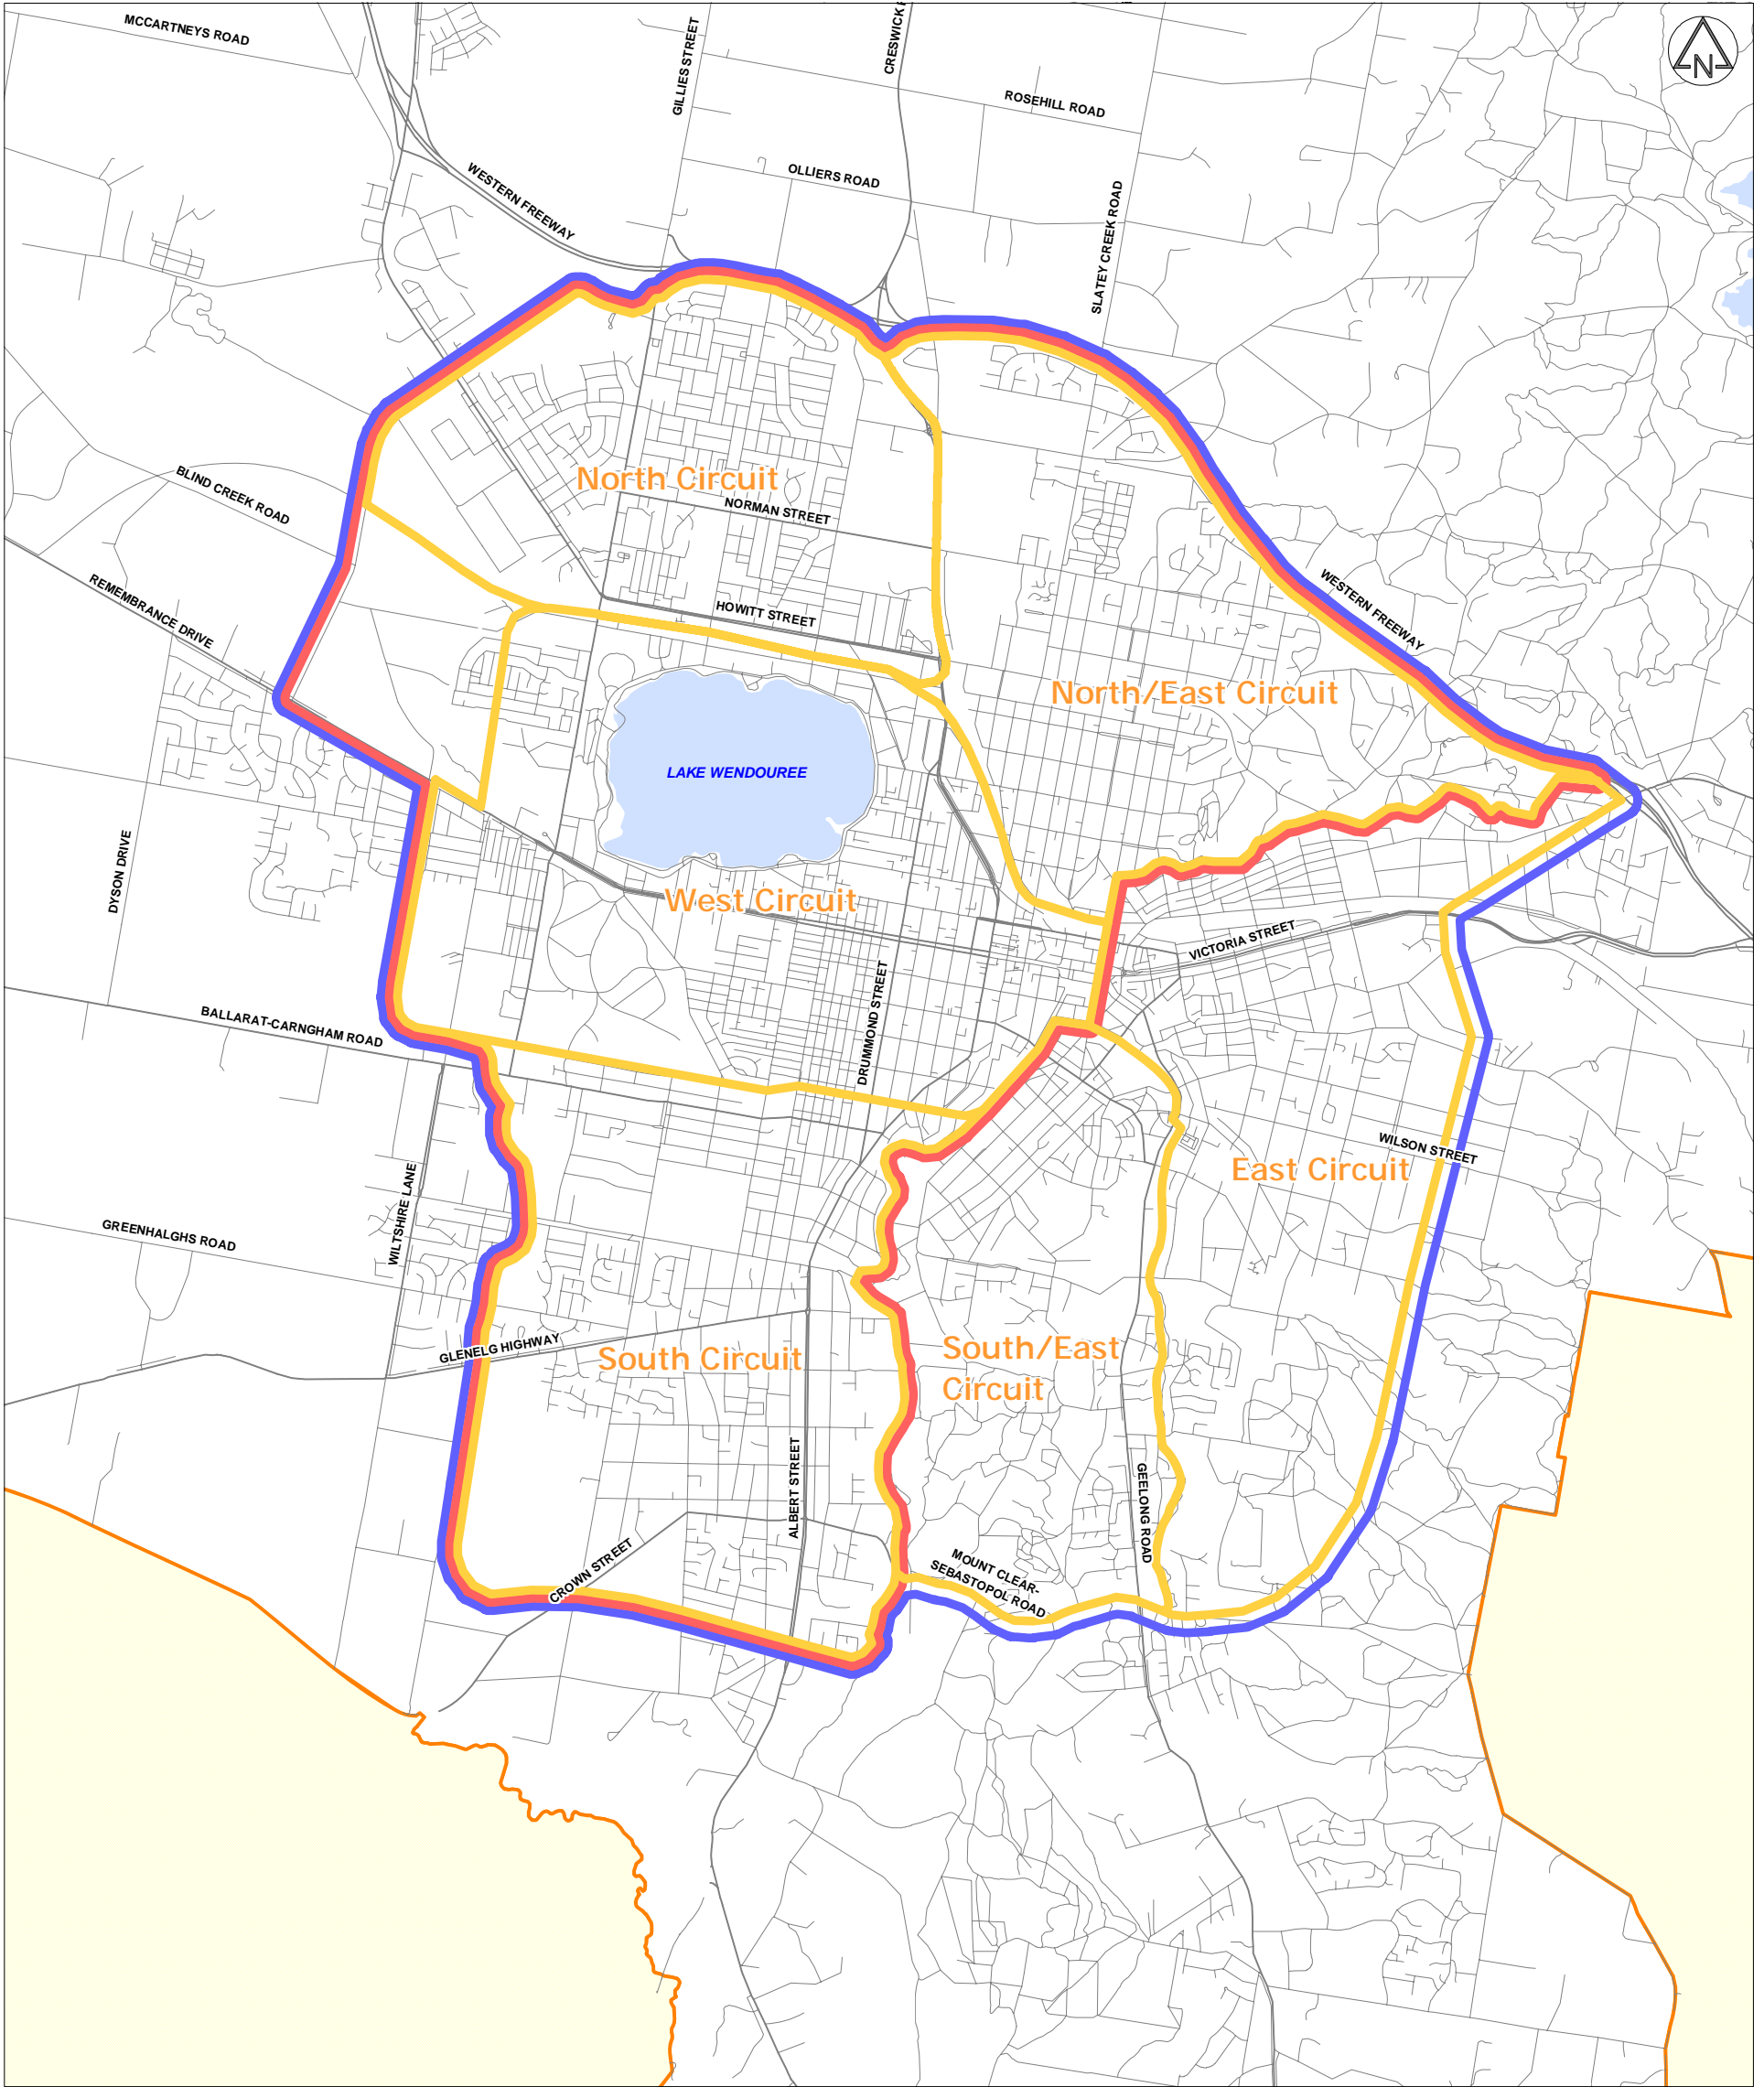 MCCARTNEYS ROAD
GILLIES STREET
CRESWICK
N
ROSEHILL ROAD
WESTERN FREEWAY
OLLIERS ROAD
SLATEY CREEK ROAD
North Circuit
BLIND CREEK ROAD
NORMAN STREET
REMEMBRANCE DRIVE
HOWITT STREET
WESTERN FREEWAY
North/East Circuit
LAKE WENDOUREE
DYSON DRIVE
West Circuit
VICTORIA STREET
DRUMMOND STREET
BALLARAT-CARNGHAM ROAD
WILSON STREET
East Circuit
WILTSHIRE LANE
GREENHALGHS ROAD
GLENELG HIGHWAY
South Circuit
South/East
Circuit
ALBERT STREET
GEELONG ROAD
CROWN STREET
MOUNT CLEAR-
SEBASTOPOL ROAD